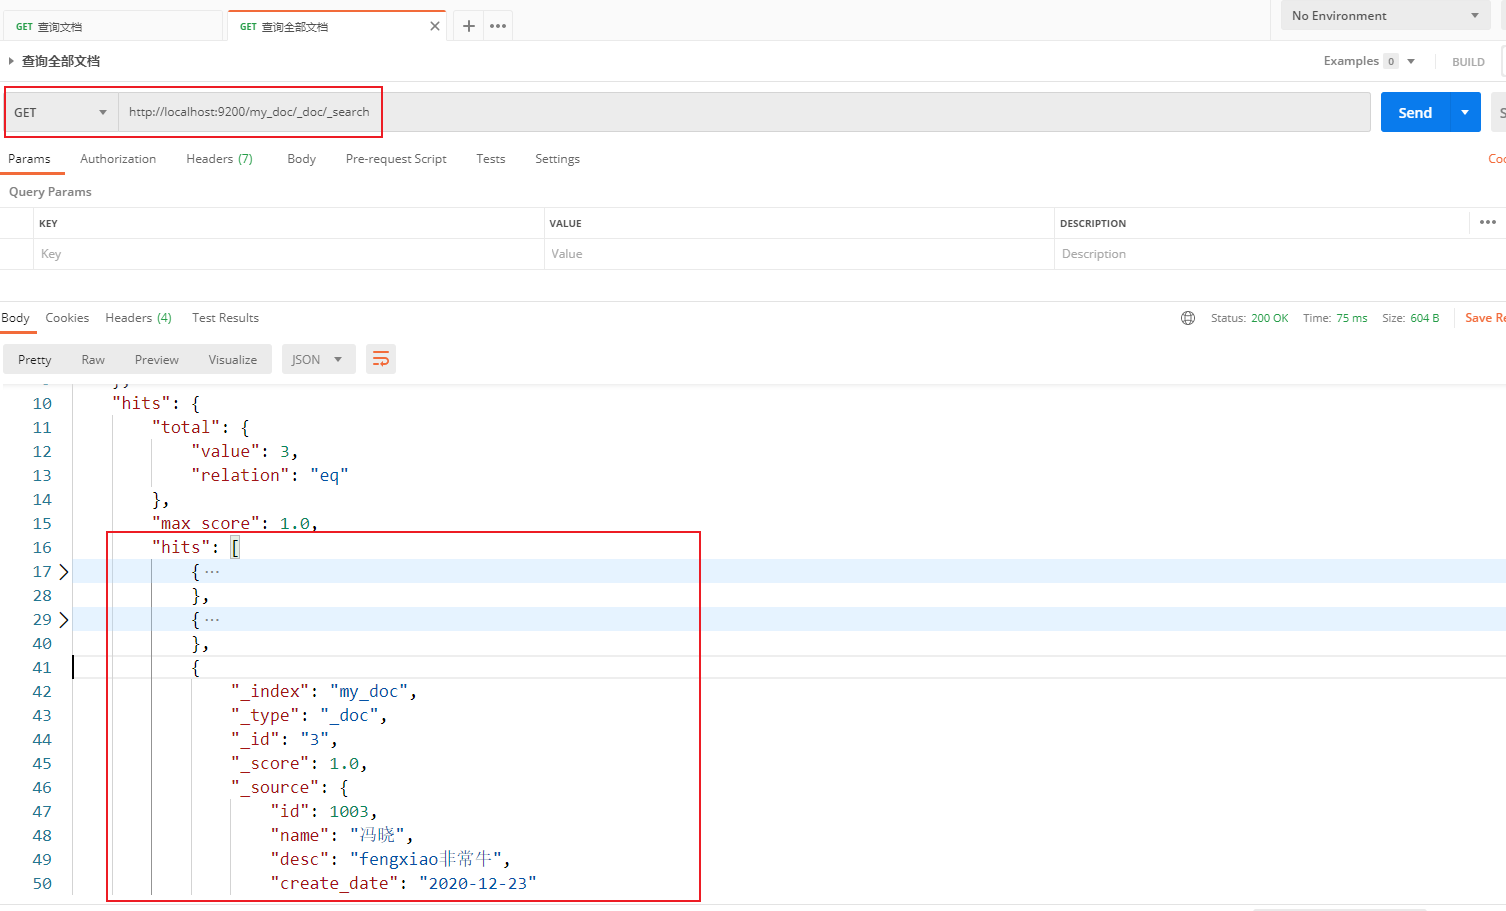 GET 查询文档
GET 查询全部文档
No Environment
查询全部文档
Examples 0
BUILD
GET
http://localhost:9200/my_doc/_doc/_search
Send
S
Params Authorization Headers (7) Body Pre-request Script Tests Settings
Coo
Query Params
KEY VALUE DESCRIPTION
Key Value Description
Body Cookies Headers (4) Test Results
Status: 200 OK Time: 75 ms Size: 604 B Save Re
Pretty Raw Preview Visualize JSON
10 "hits": {
11 "total": {
12 "value": 3,
13 "relation": "eq"
14 },
15 "max_score": 1.0,
16 "hits": [
17 { ···
28 },
29 { ···
40 },
41 {
42 "_index": "my_doc",
43 "_type": "_doc",
44 "_id": "3",
45 "_score": 1.0,
46 "_source": {
47 "id": 1003,
48 "name": "冯晓",
49 "desc": "fengxiao非常牛",
50 "create_date": "2020-12-23"